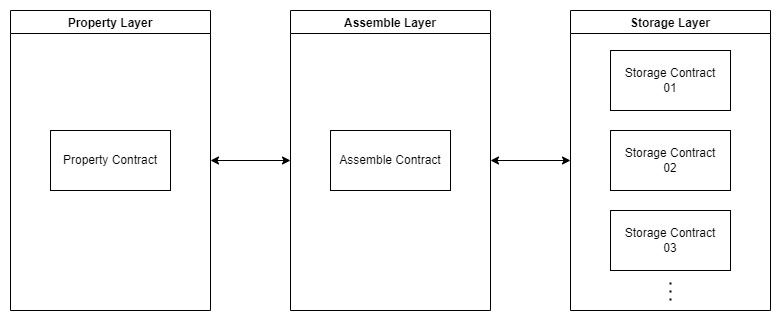 Property Layer
Property Contract
Assemble Layer
Assemble Contract
Storage Layer
Storage Contract
01
Storage Contract
02
Storage Contract
03
⋮